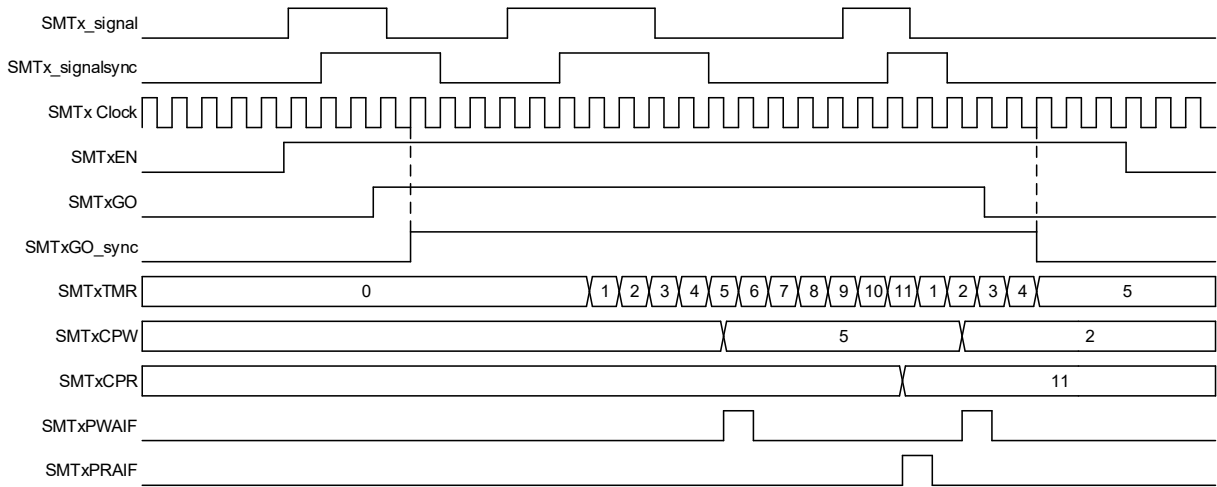 SMTx_signal
SMTx_signalsync
SMTx Clock
SMTxEN
SMTxGO
SMTxGO_sync
SMTxTMR 0 1 2 3 4 5 6 7 8 9 10 11 1 2 3 4 5
SMTxCPW 5 2
SMTxCPR 11
SMTxPWAIF
SMTxPRAIF